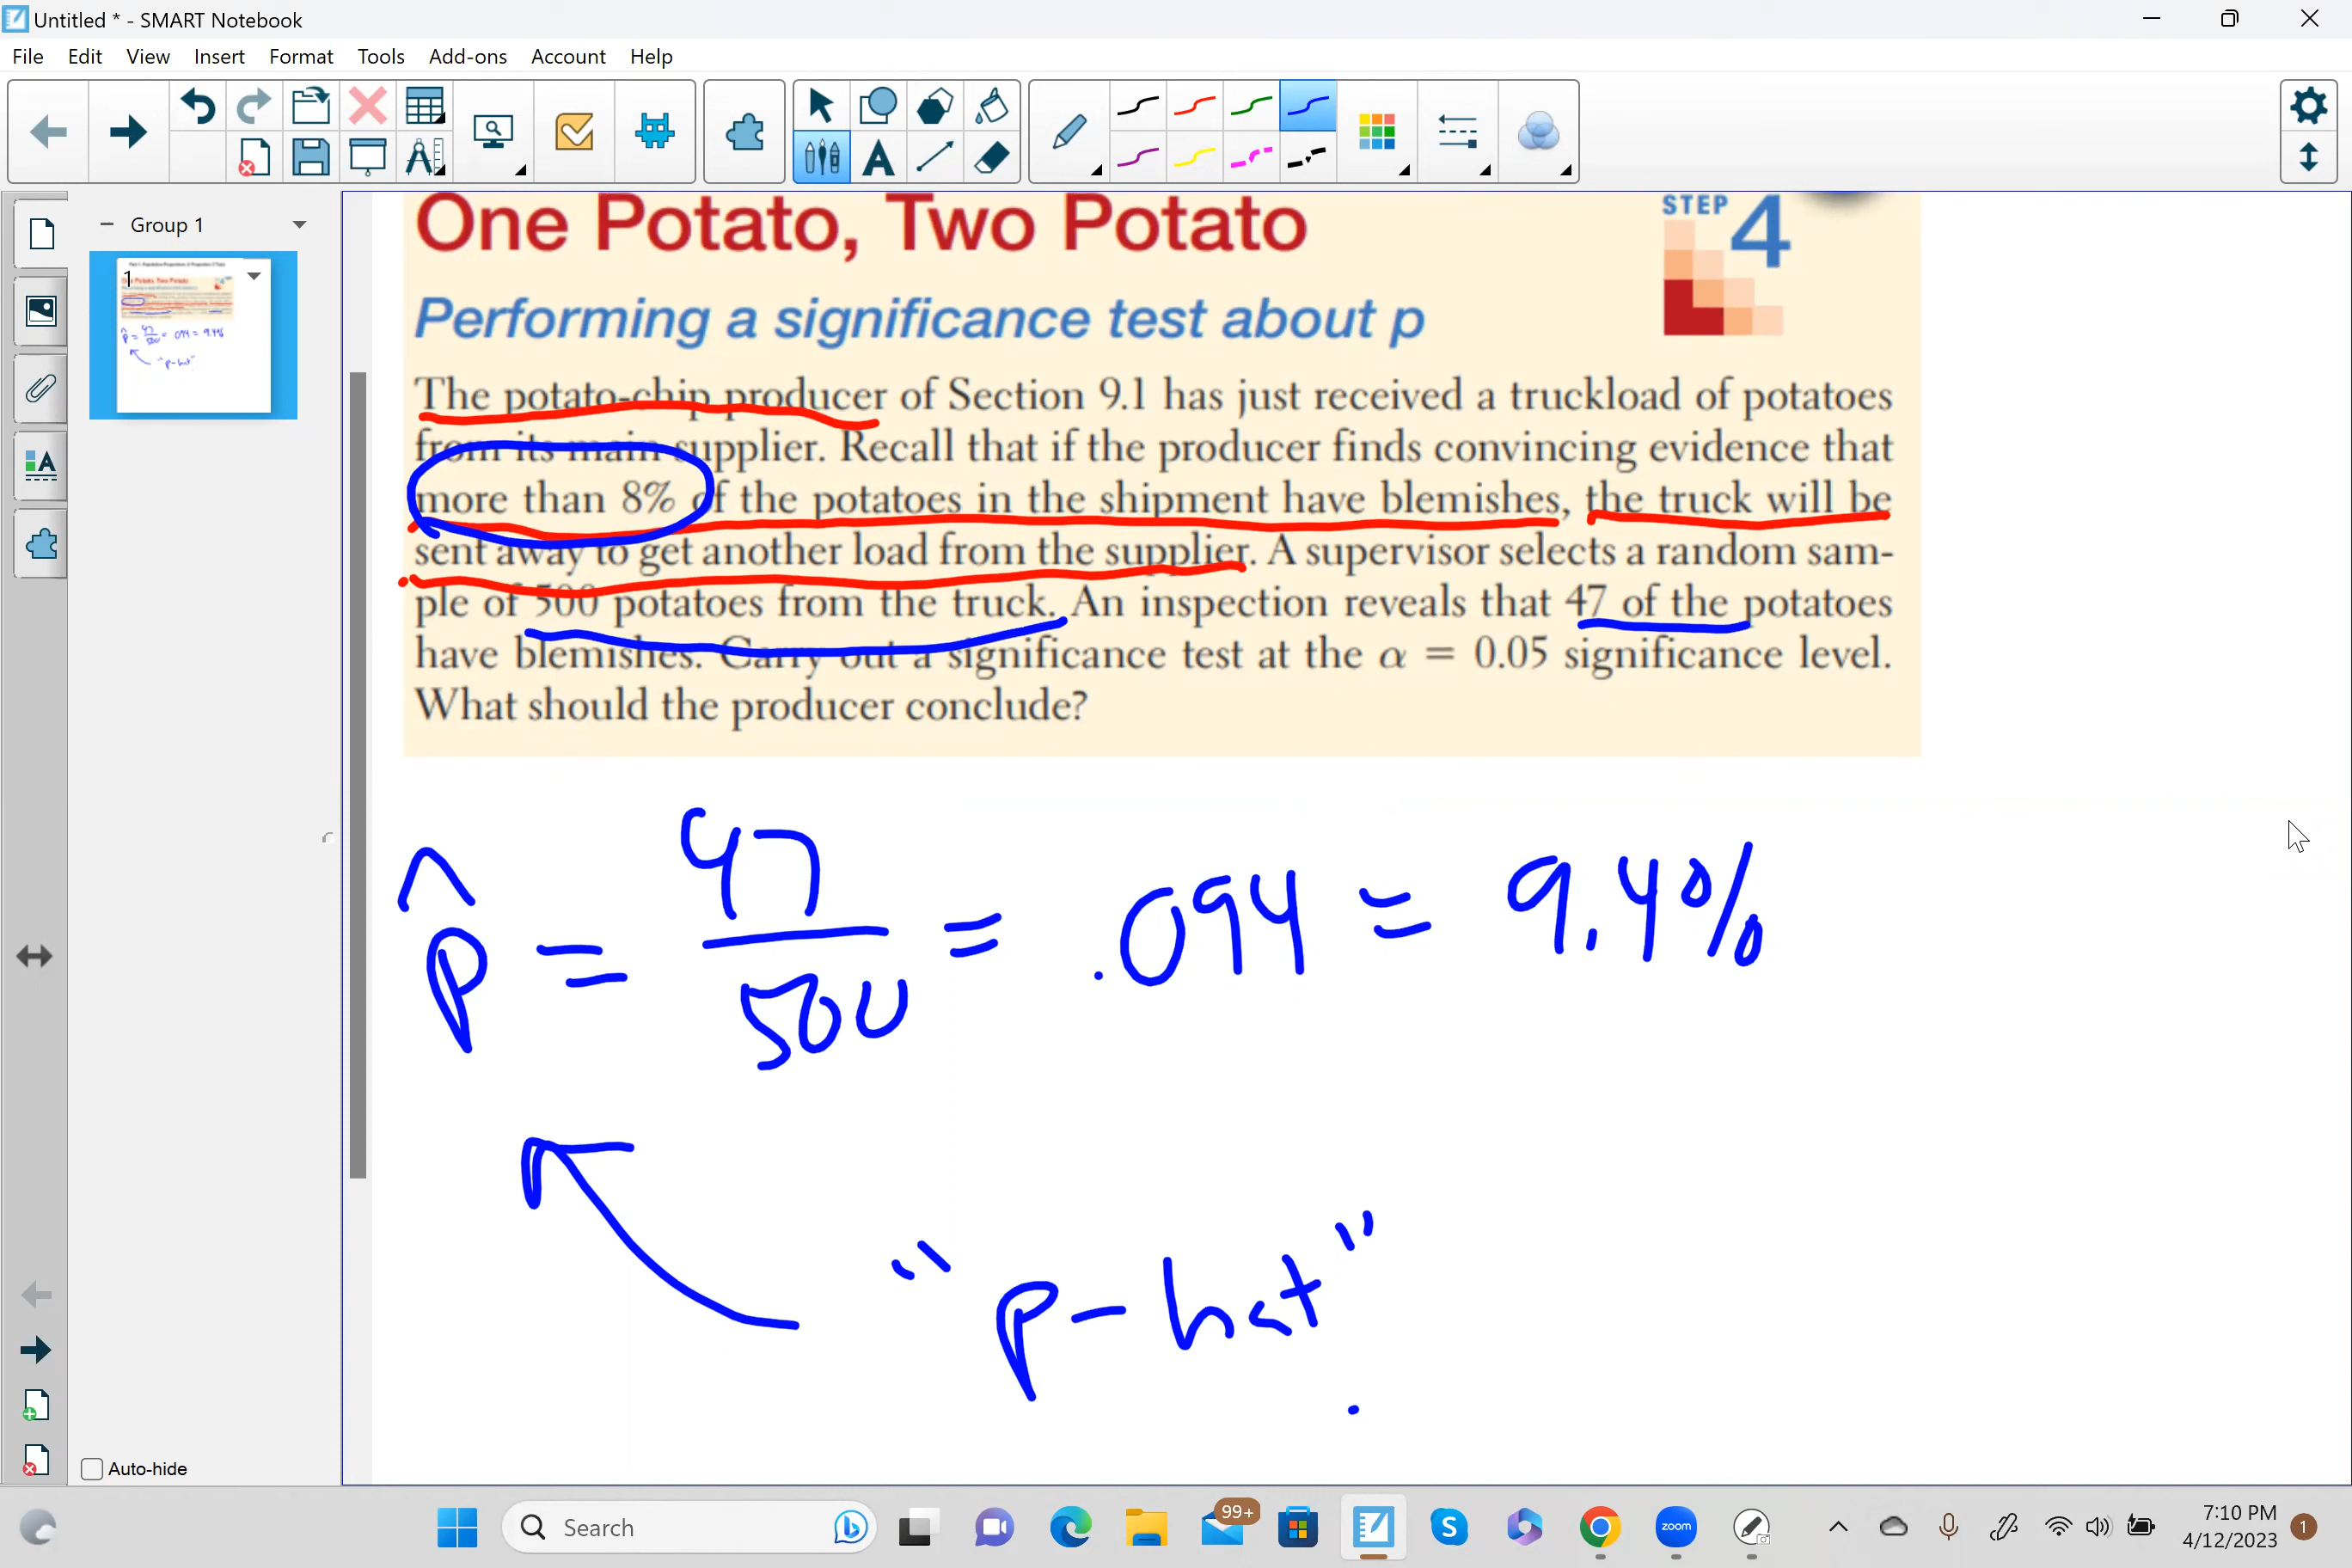 Untitled * - SMART Notebook
File Edit View Insert Format Tools Add-ons Account Help
Group 1
1
One Potato, Two Potato
STEP 4
Performing a significance test about p
The potato-chip producer of Section 9.1 has just received a truckload of potatoes
from its main supplier. Recall that if the producer finds convincing evidence that
more than 8% of the potatoes in the shipment have blemishes, the truck will be
sent away to get another load from the supplier. A supervisor selects a random sam-
ple of 500 potatoes from the truck. An inspection reveals that 47 of the potatoes
have blemishes. Carry out a significance test at the α = 0.05 significance level.
What should the producer conclude?
p̂ = 47/500 = .094 = 9.4%
"p-hat"
Auto-hide
Search
99+
zoom
7:10 PM
4/12/2023
1